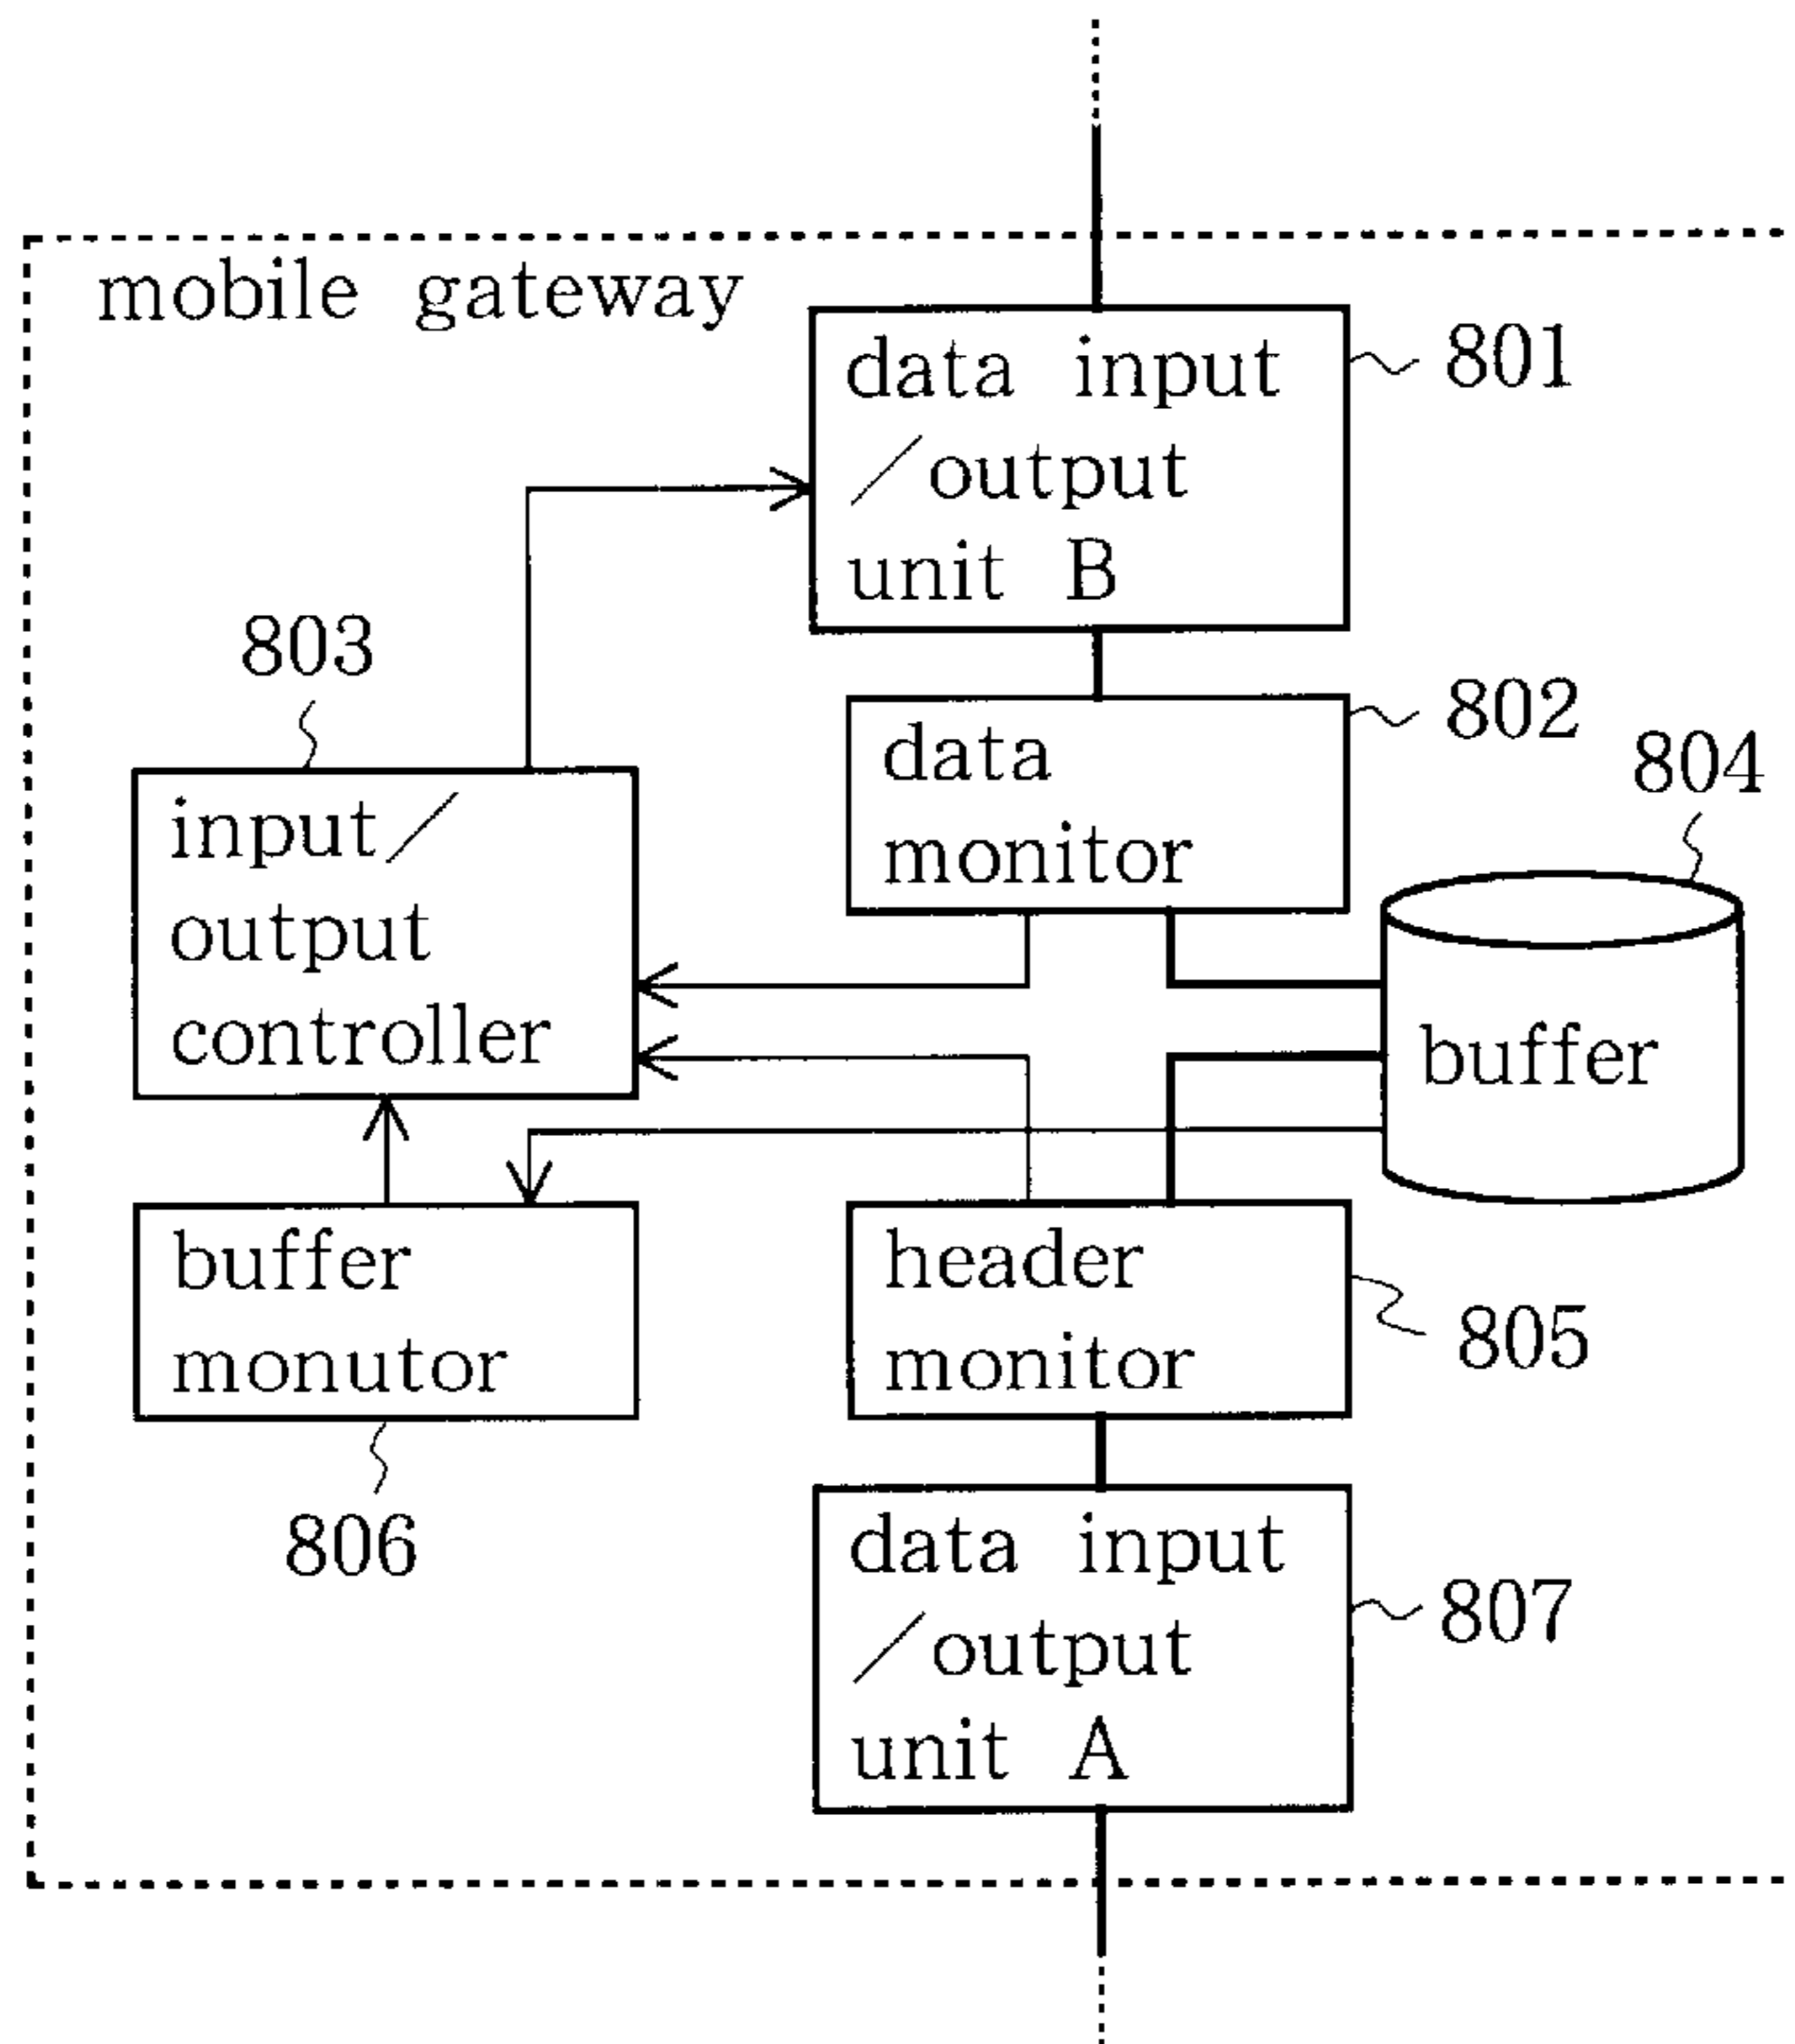 mobile gateway
data input
/output
unit B
801
803
data
monitor
802
804
input/
output
controller
buffer
buffer
monutor
header
monitor
805
806
data input
/output
unit A
807